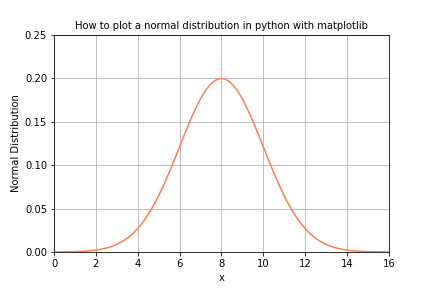 How to plot a normal distribution in python with matplotlib
0.25
0.20
0.15
0.10
0.05
0.00
Normal Distribution
0 2 4 6 8 10 12 14 16
x